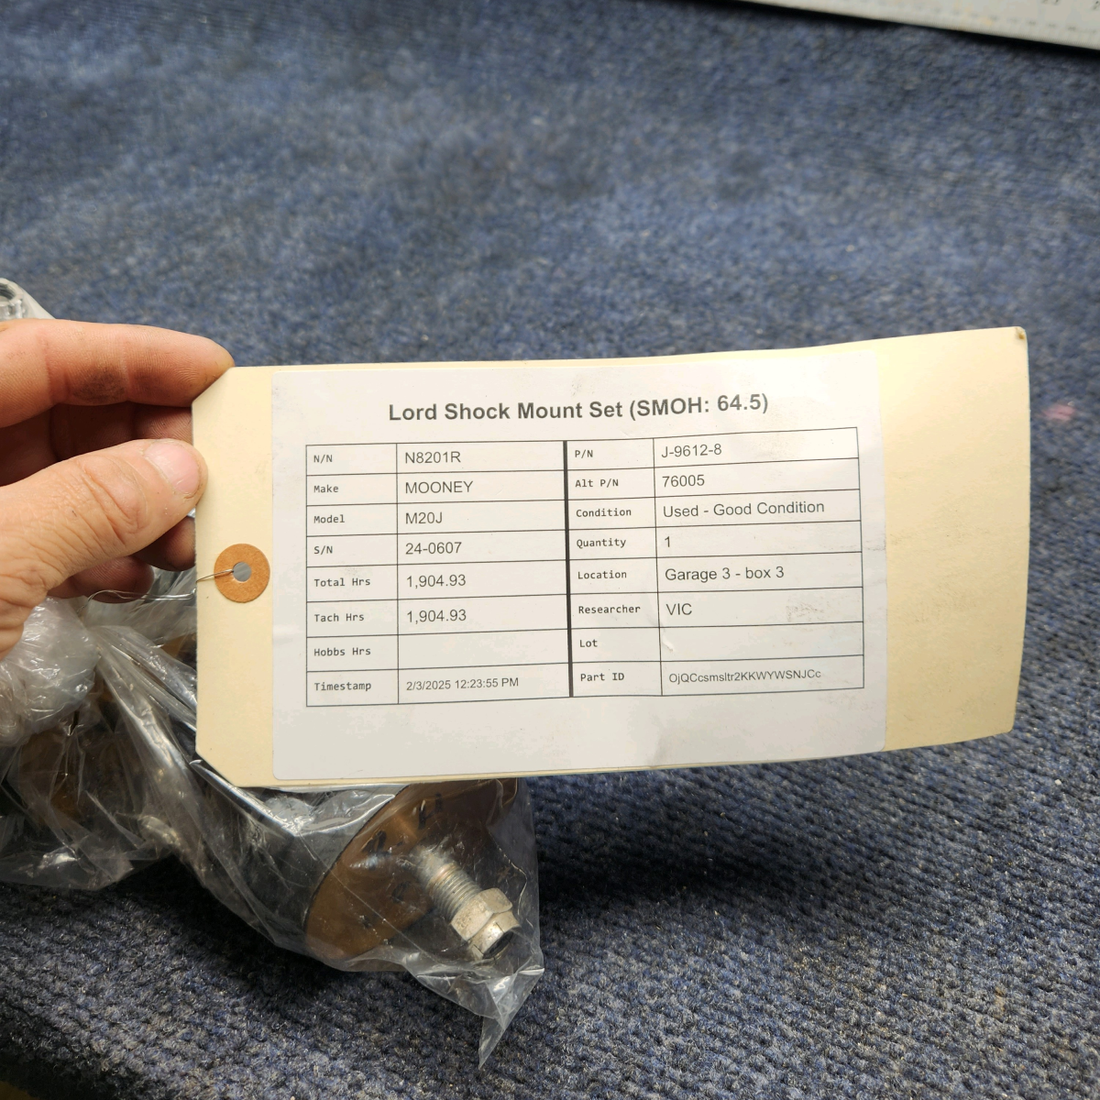 Lord Shock Mount Set (SMOH: 64.5)
N/N N8201R P/N J-9612-8
Make MOONEY Alt P/N 76005
Model M20J Condition Used - Good Condition
S/N 24-0607 Quantity 1
Total Hrs 1,904.93 Location Garage 3 - box 3
Tach Hrs 1,904.93 Researcher VIC
Hobbs Hrs Lot
Timestamp 2/3/2025 12:23:55 PM Part ID OjQCcsmsltr2KKWYWSNJCc